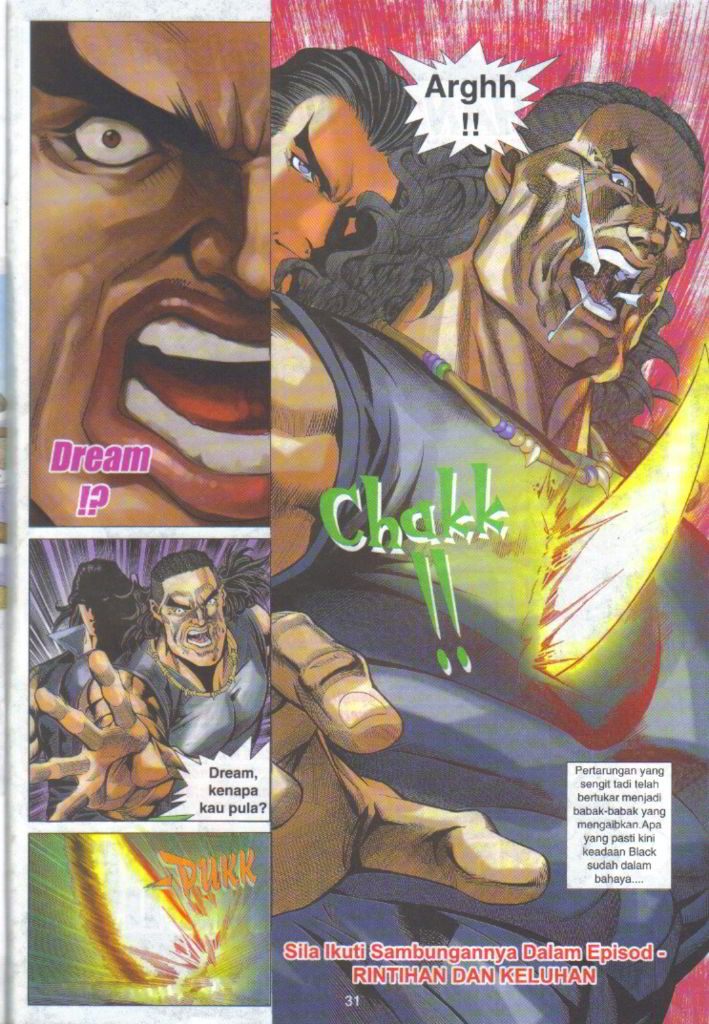 Dream
!?
Dream,
kenapa
kau pula?
PUKK
Arghh
!!
Chakk
!!
Pertarungan yang
sengit tadi telah
bertukar menjadi
babak-babak yang
mengaibkan.Apa
yang pasti kini
keadaan Black
sudah dalam
bahaya....
Sila Ikuti Sambungannya Dalam Episod -
RINTIHAN DAN KELUHAN
31